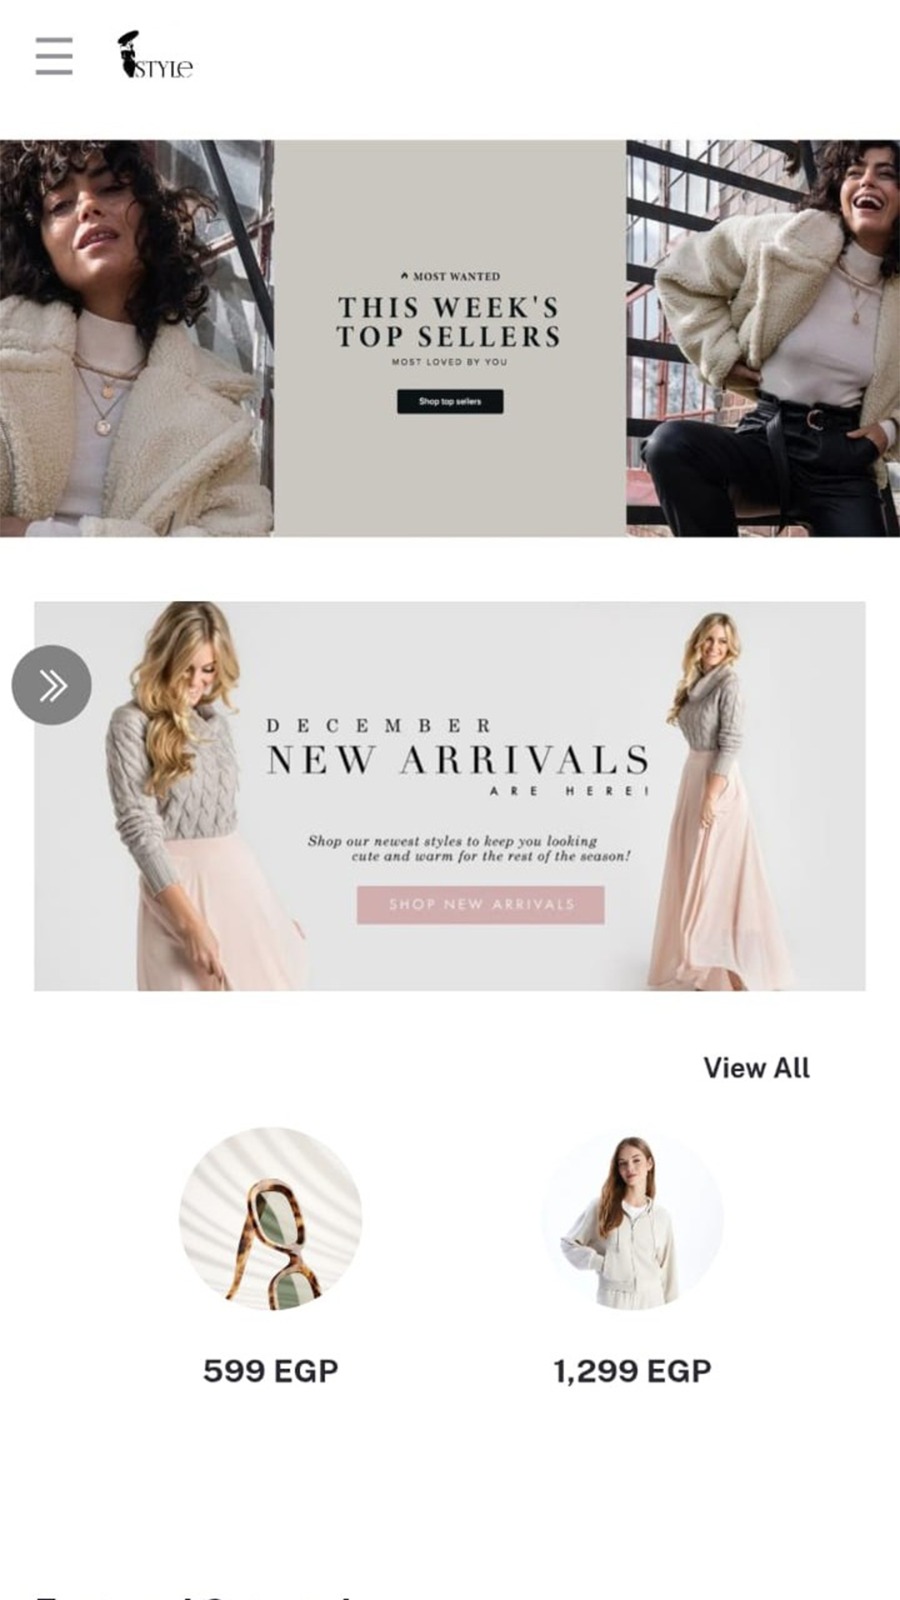 STYLe
MOST WANTED
THIS WEEK'S
TOP SELLERS
MOST LOVED BY YOU
Shop top sellers
DECEMBER
NEW ARRIVALS
ARE HERE!
Shop our newest styles to keep you looking
cute and warm for the rest of the season!
SHOP NEW ARRIVALS
View All
599 EGP
1,299 EGP